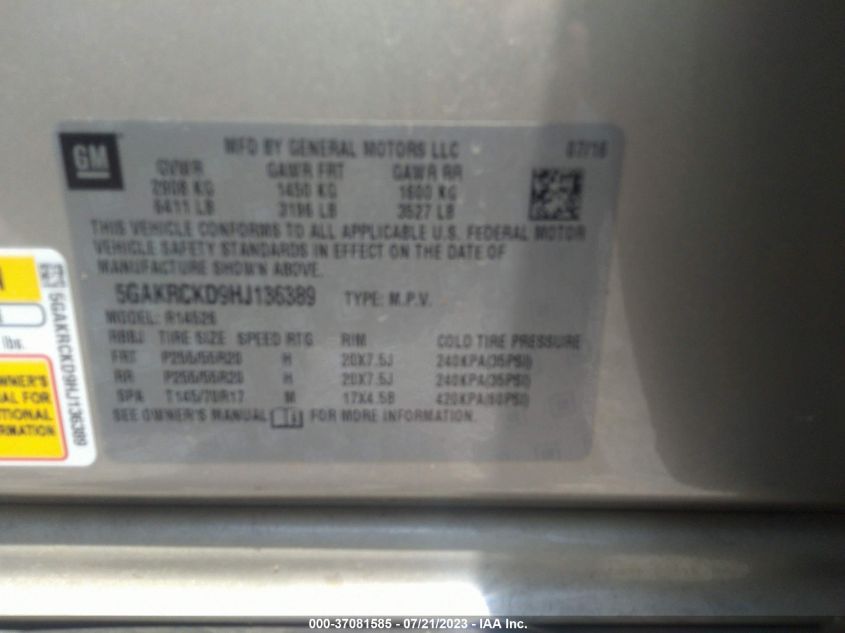 GM
MFD BY GENERAL MOTORS LLC 07/16
GVWR GAWR FRT GAWR RR
2908 KG 1450 KG 1600 KG
6411 LB 3196 LB 3527 LB
THIS VEHICLE CONFORMS TO ALL APPLICABLE U.S. FEDERAL MOTOR
VEHICLE SAFETY STANDARDS IN EFFECT ON THE DATE OF
MANUFACTURE SHOWN ABOVE.
5GAKRCKD9HJ136389 TYPE: M.P.V.
MODEL: R14526
RBBJ TIRE SIZE SPEED RTG RIM COLD TIRE PRESSURE
FRT P255/55R20 H 20X7.5J 240KPA(35PSI)
RR P255/55R20 H 20X7.5J 240KPA(35PSI)
SPA T145/70R17 M 17X4.5B 420KPA(60PSI)
SEE OWNER'S MANUAL FOR MORE INFORMATION.
5GAKRCKD9HJ136389
lbs.
WNER'S
AL FOR
TIONAL
RMATION
000-37081585 - 07/21/2023 - IAA Inc.